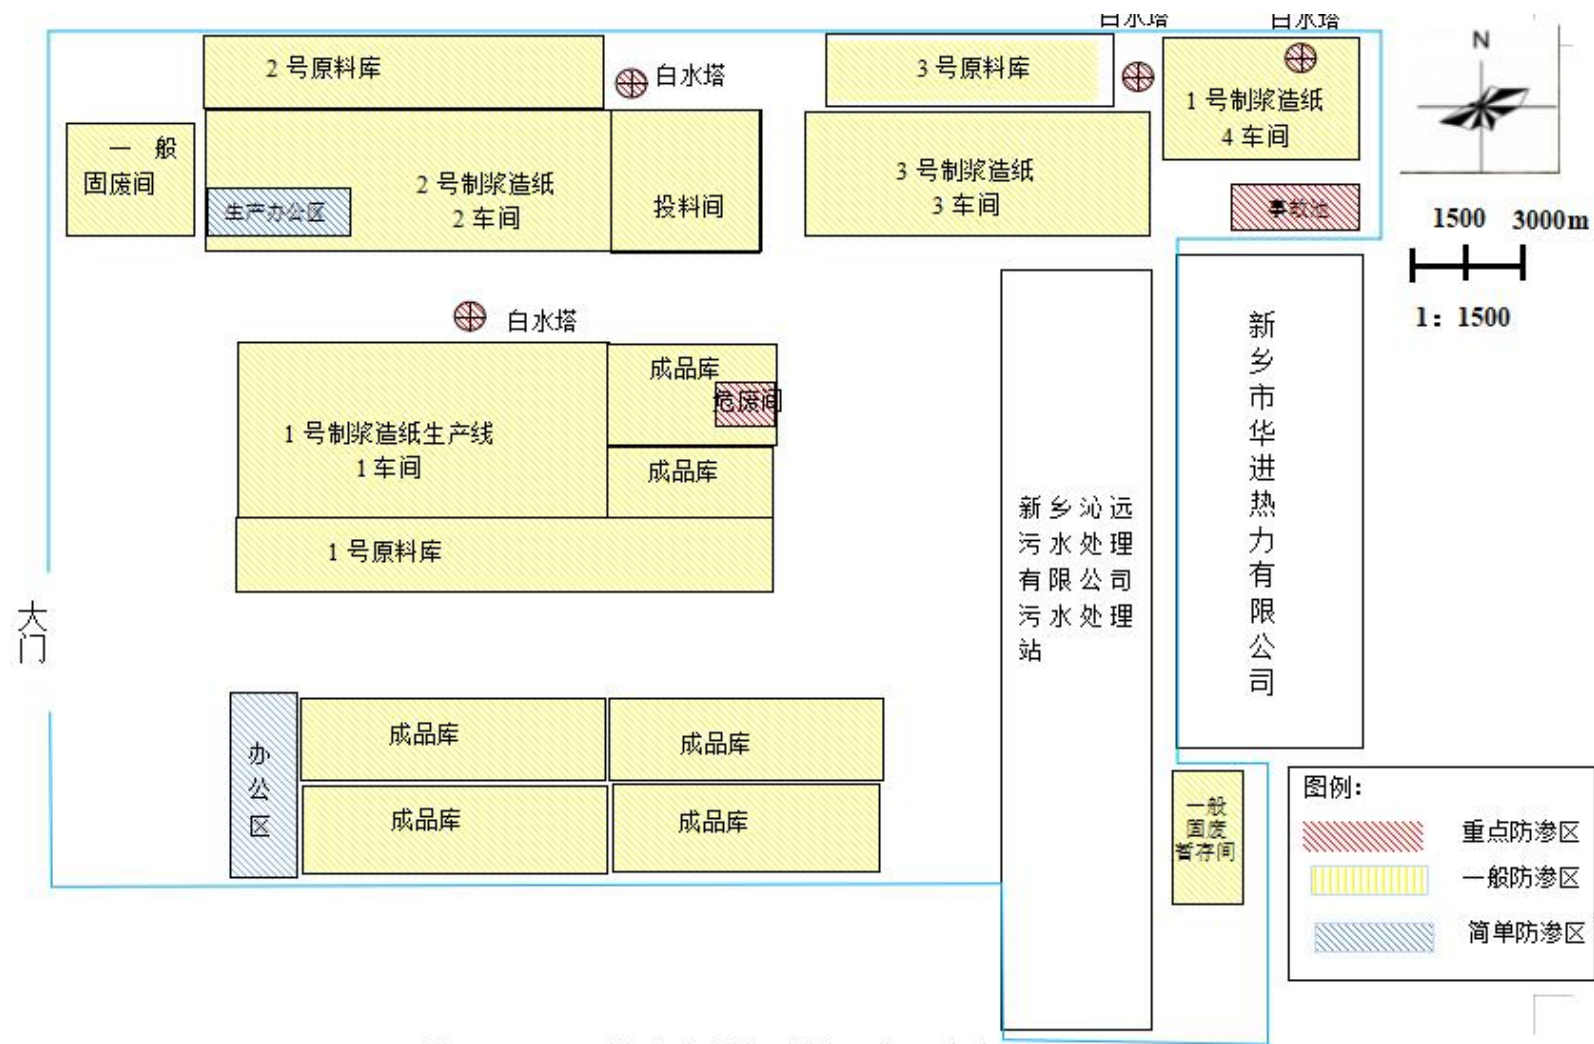 白水塔
白水塔
2号原料库
白水塔
3号原料库
1号制浆造纸
4车间
N
一 般
固废间
2号制浆造纸
2车间
生产办公区
投料间
3号制浆造纸
3车间
事故池
1500 3000m
1：1500
白水塔
成品库
危废间
1号制浆造纸生产线
1车间
成品库
1号原料库
新乡沁远
污水处理
有限公司
污水处理
站
新乡市华进热力有限公司
大门
办公区
成品库
成品库
成品库
成品库
一般
固废
暂存间
图例：
重点防渗区
一般防渗区
简单防渗区